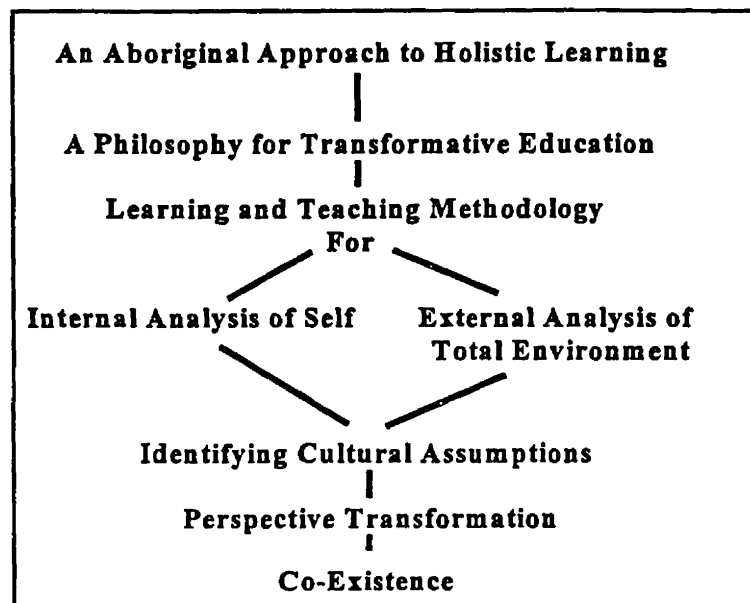 An Aboriginal Approach to Holistic Learning
A Philosophy for Transformative Education
Learning and Teaching Methodology
For
Internal Analysis of Self
External Analysis of
Total Environment
Identifying Cultural Assumptions
Perspective Transformation
Co-Existence